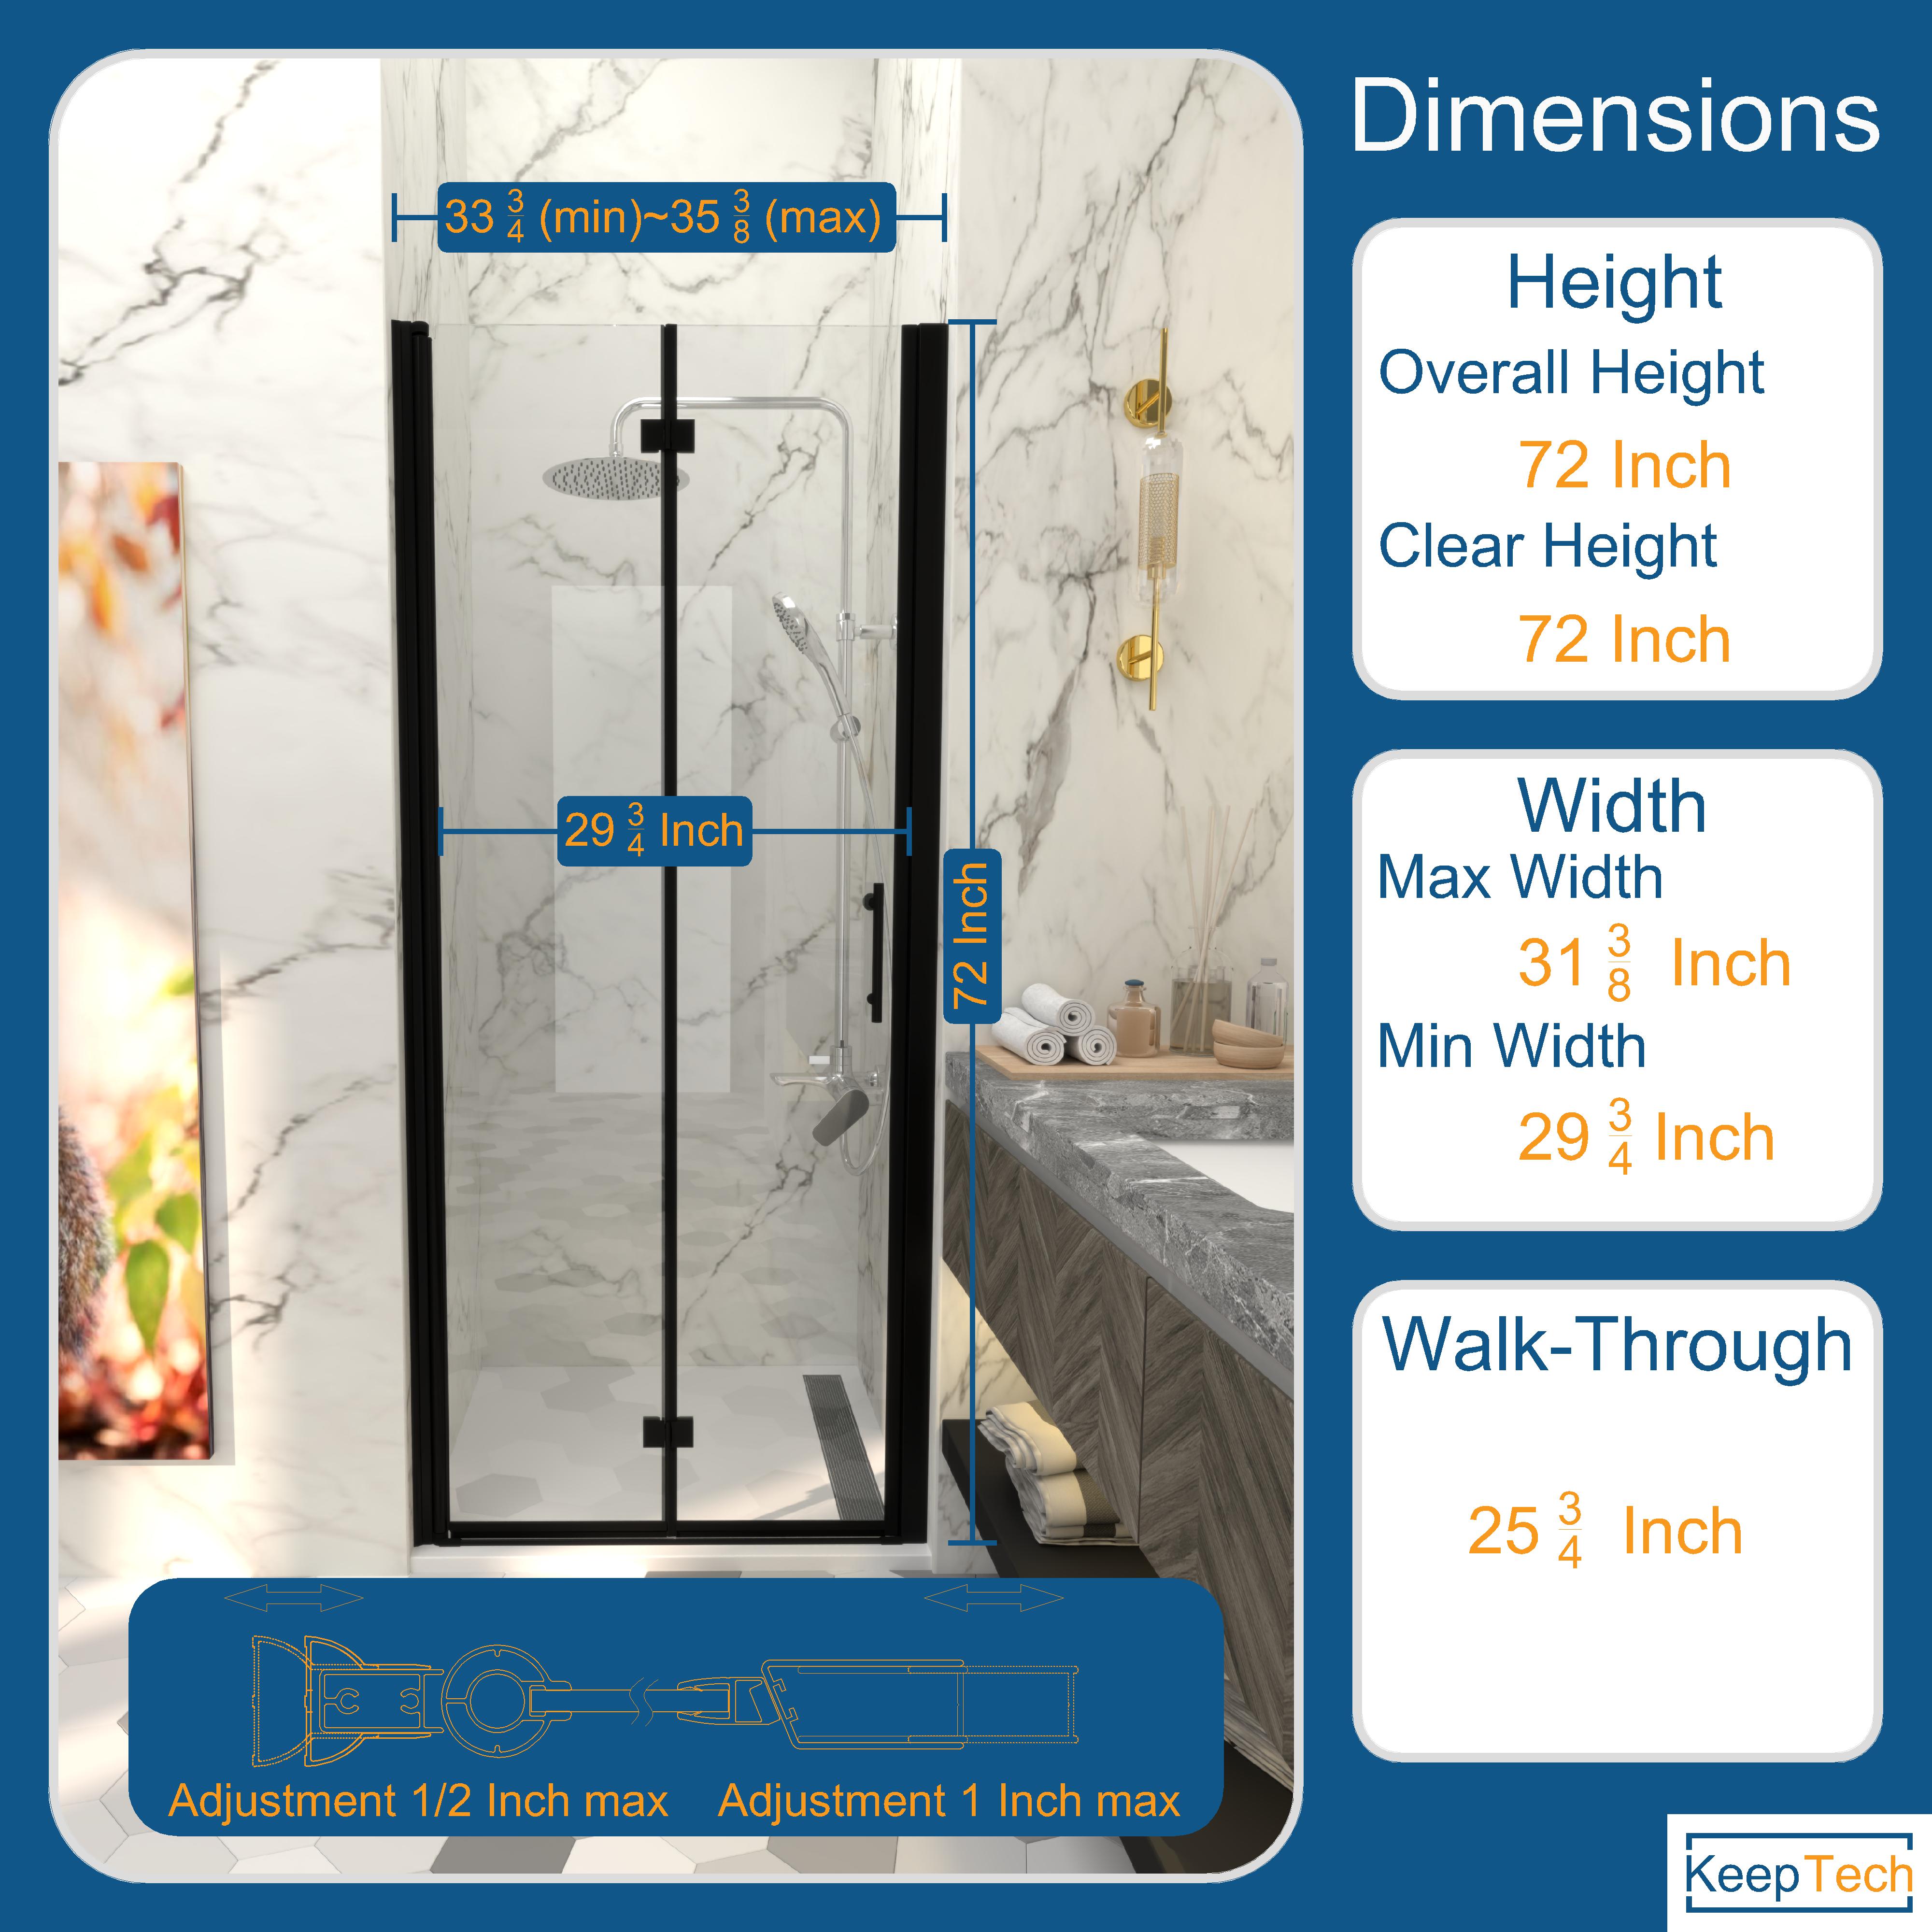 Dimensions
33 3/4 (min)~35 3/8 (max)
29 3/4 Inch
72 Inch
Height
Overall Height
72 Inch
Clear Height
72 Inch
Width
Max Width
31 3/8 Inch
Min Width
29 3/4 Inch
Walk-Through
25 3/4 Inch
Adjustment 1/2 Inch max
Adjustment 1 Inch max
KeepTech